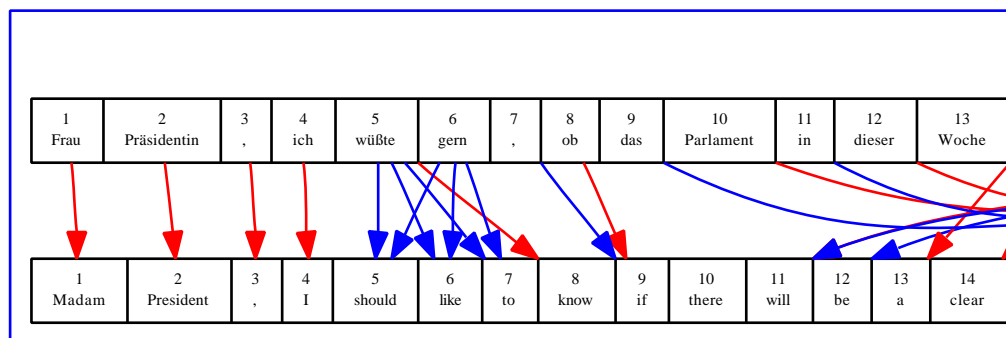 1 2 3 4 5 6 7 8 9 10 11 12 13
Frau Präsidentin , ich wüßte gern , ob das Parlament in dieser Woche
1 2 3 4 5 6 7 8 9 10 11 12 13 14
Madam President , I should like to know if there will be a clear